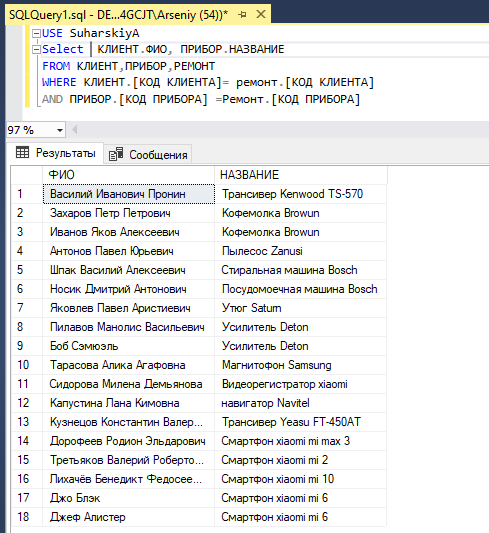 SQLQuery1.sql - DE...4GCJT\Arseniy (54))*
USE SuharskiyA
Select КЛИЕНТ.ФИО, ПРИБОР.НАЗВАНИЕ
FROM КЛИЕНТ,ПРИБОР,РЕМОНТ
WHERE КЛИЕНТ.[КОД КЛИЕНТА]= ремонт.[КОД КЛИЕНТА]
AND ПРИБОР.[КОД ПРИБОРА] =Ремонт.[КОД ПРИБОРА]
97 %
Результаты Сообщения
ФИО НАЗВАНИЕ
1 Василий Иванович Пронин Трансивер Kenwood TS-570
2 Захаров Петр Петрович Кофемолка Browun
3 Иванов Яков Алексеевич Кофемолка Browun
4 Антонов Павел Юрьевич Пылесос Zanusi
5 Шпак Василий Алексеевич Стиральная машина Bosch
6 Носик Дмитрий Антонович Посудомоечная машина Bosch
7 Яковлев Павел Аристиевич Утюг Saturn
8 Пилавов Манолис Васильевич Усилитель Deton
9 Боб Сэмюэль Усилитель Deton
10 Тарасова Алика Агафовна Магнитофон Samsung
11 Сидорова Милена Демьянова Видеорегистратор xiaomi
12 Капустина Лана Кимовна навигатор Navitel
13 Кузнецов Константин Валер... Трансивер Yeasu FT-450AT
14 Дорофеев Родион Эльдарович Смартфон xiaomi mi max 3
15 Третьяков Валерий Роберто... Смартфон xiaomi mi 2
16 Лихачёв Бенедикт Федосее... Смартфон xiaomi mi 10
17 Джо Блэк Смартфон xiaomi mi 6
18 Джеф Алистер Смартфон xiaomi mi 6